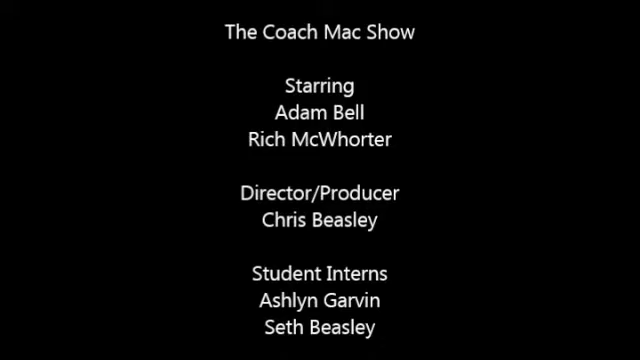 The Coach Mac Show
Starring
Adam Bell
Rich McWhorter
Director/Producer
Chris Beasley
Student Interns
Ashlyn Garvin
Seth Beasley